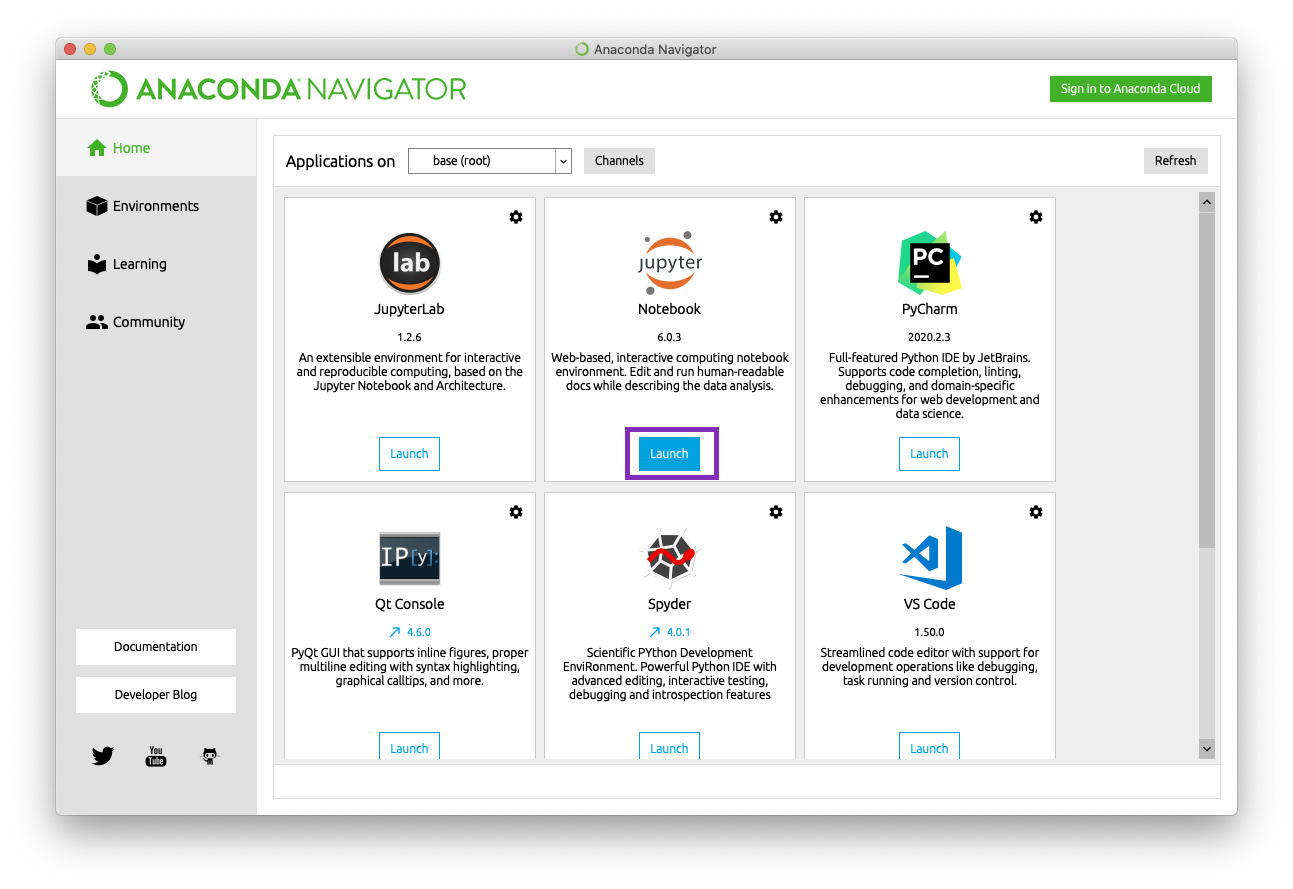 Anaconda Navigator
ANACONDA NAVIGATOR
Sign in to Anaconda Cloud
Home
Environments
Learning
Community
Documentation
Developer Blog
You
Tube
Applications on
base (root)
Channels
Refresh
lab
JupyterLab
1.2.6
An extensible environment for interactive
and reproducible computing, based on the
Jupyter Notebook and Architecture.
Launch
jupyter
Notebook
6.0.3
Web-based, interactive computing notebook
environment. Edit and run human-readable
docs while describing the data analysis.
Launch
PC
PyCharm
2020.2.3
Full-featured Python IDE by JetBrains.
Supports code completion, linting,
debugging, and domain-specific
enhancements for web development and
data science.
Launch
IP[y]:
Qt Console
4.6.0
PyQt GUI that supports inline figures, proper
multiline editing with syntax highlighting,
graphical calltips, and more.
Launch
Spyder
4.0.1
Scientific PYthon Development
EnviRonment. Powerful Python IDE with
advanced editing, interactive testing,
debugging and introspection features
Launch
VS Code
1.50.0
Streamlined code editor with support for
development operations like debugging,
task running and version control.
Launch